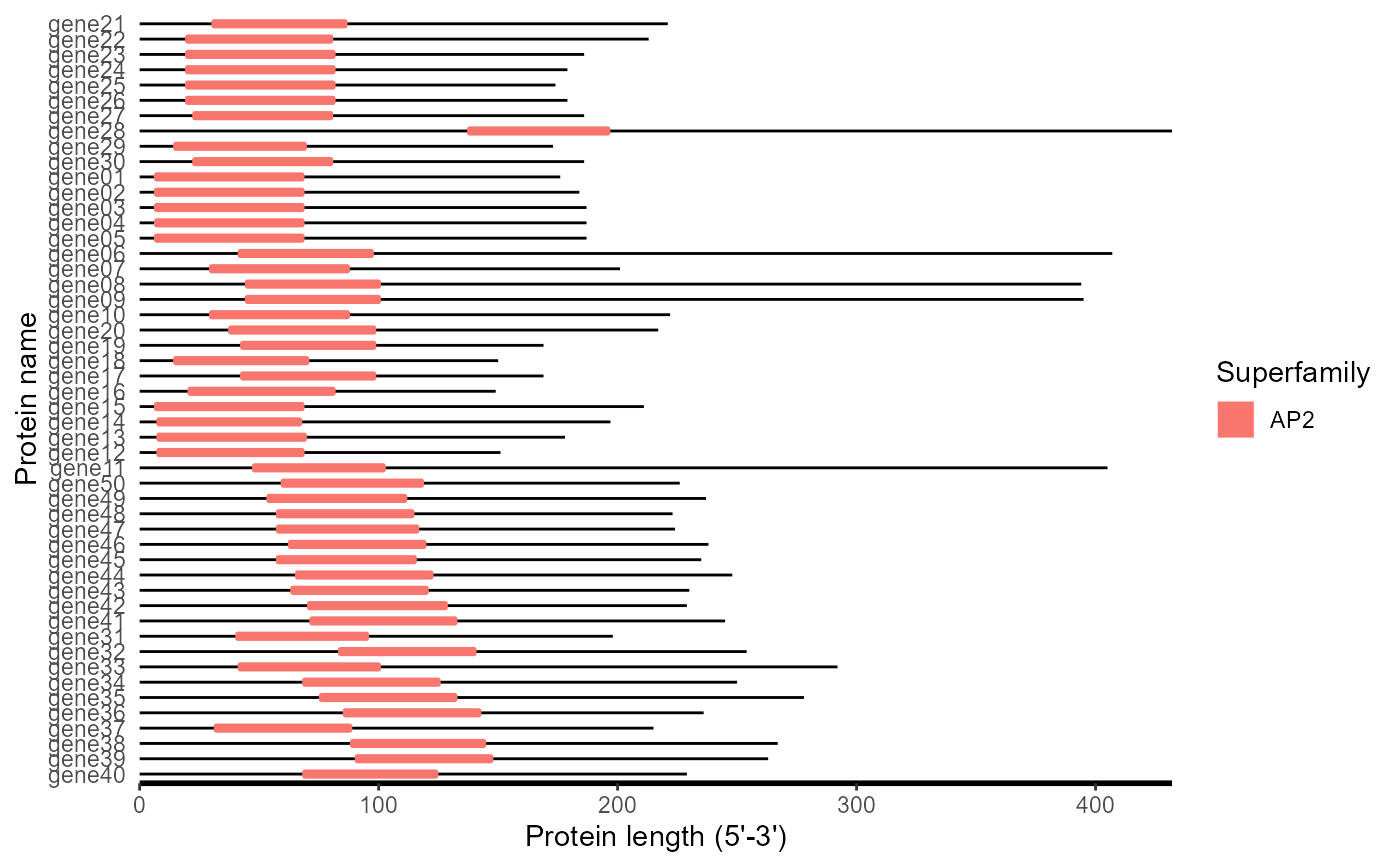 gene21
gene22
gene23
gene24
gene25
gene26
gene27
gene28
gene29
gene30
gene01
gene02
gene03
gene04
gene05
gene06
gene07
gene08
gene09
gene10
gene20
gene19
gene18
gene17
gene16
gene15
gene14
gene13
gene12
gene11
gene50
gene49
gene48
gene47
gene46
gene45
gene44
gene43
gene42
gene41
gene31
gene32
gene33
gene34
gene35
gene36
gene37
gene38
gene39
gene40
Protein name
0 100 200 300 400
Protein length (5'-3')
Superfamily
AP2